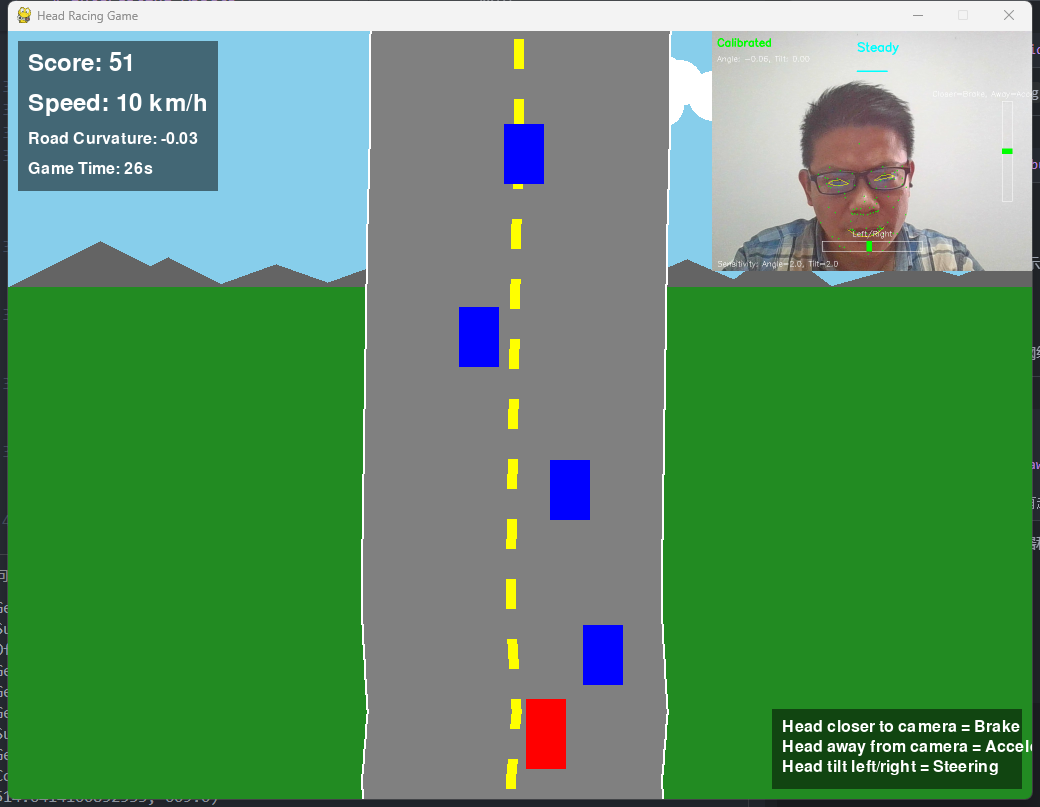 Head Racing Game
Score: 51
Speed: 10 km/h
Road Curvature: -0.03
Game Time: 26s
Calibrated
Angle: -0.06, Tilt: 0.00
Steady
Closer=Brake, Away=Acc
Left/Right
Sensitivity: Angle=2.0, Tilt=2.0
Head closer to camera = Brake
Head away from camera = Accele
Head tilt left/right = Steering